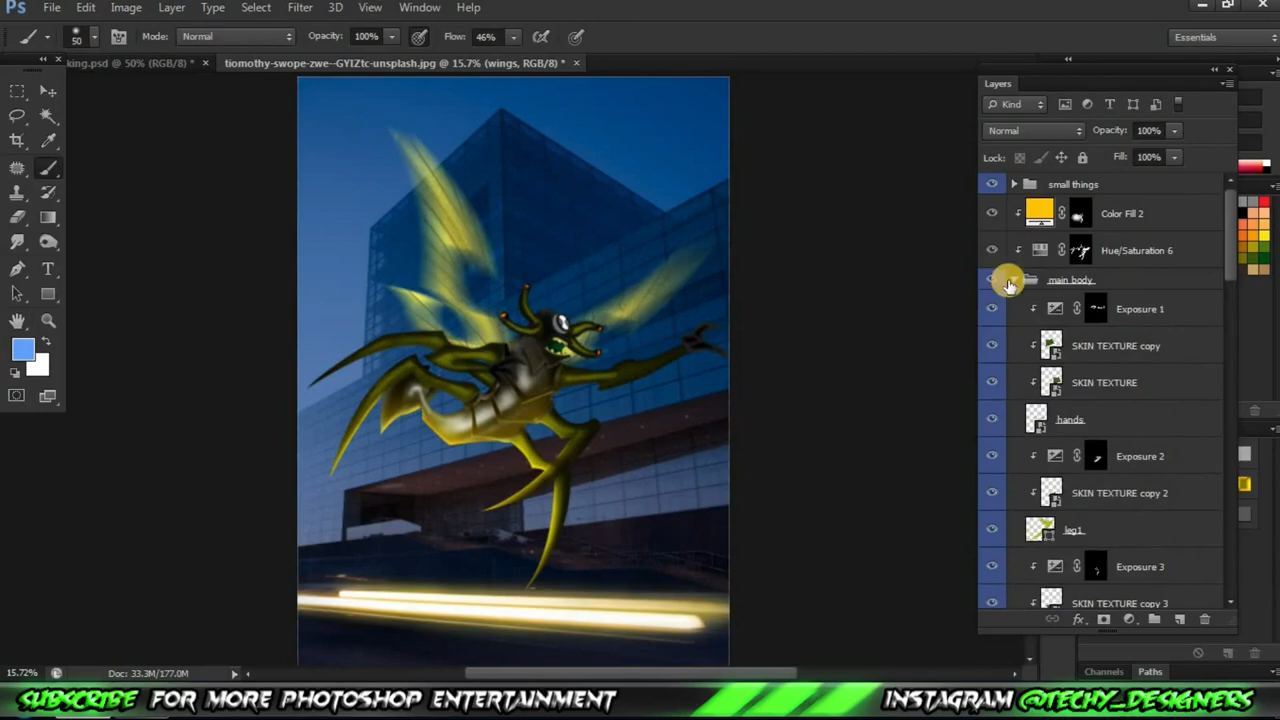 Ps File Edit Image Layer Type Select Filter 3D View Window Help
50 Mode: Normal Opacity: 100% Flow: 46% Essentials
king.psd @ 50% (RGB/8) * × tiomothy-swope-zwe--GYIZtc-unsplash.jpg @ 15.7% (wings, RGB/8) * ×
Layers
Kind
Normal Opacity: 100%
Lock: Fill: 100%
small things
Color Fill 2
Hue/Saturation 6
main body
Exposure 1
SKIN TEXTURE copy
SKIN TEXTURE
hands
Exposure 2
SKIN TEXTURE copy 2
leg1
Exposure 3
SKIN TEXTURE copy 3
fx
15.72% Doc: 33.3M/177.0M
Channels Paths
SUBSCRIBE FOR MORE PHOTOSHOP ENTERTAINMENT INSTAGRAM @TECHY_DESIGNERS